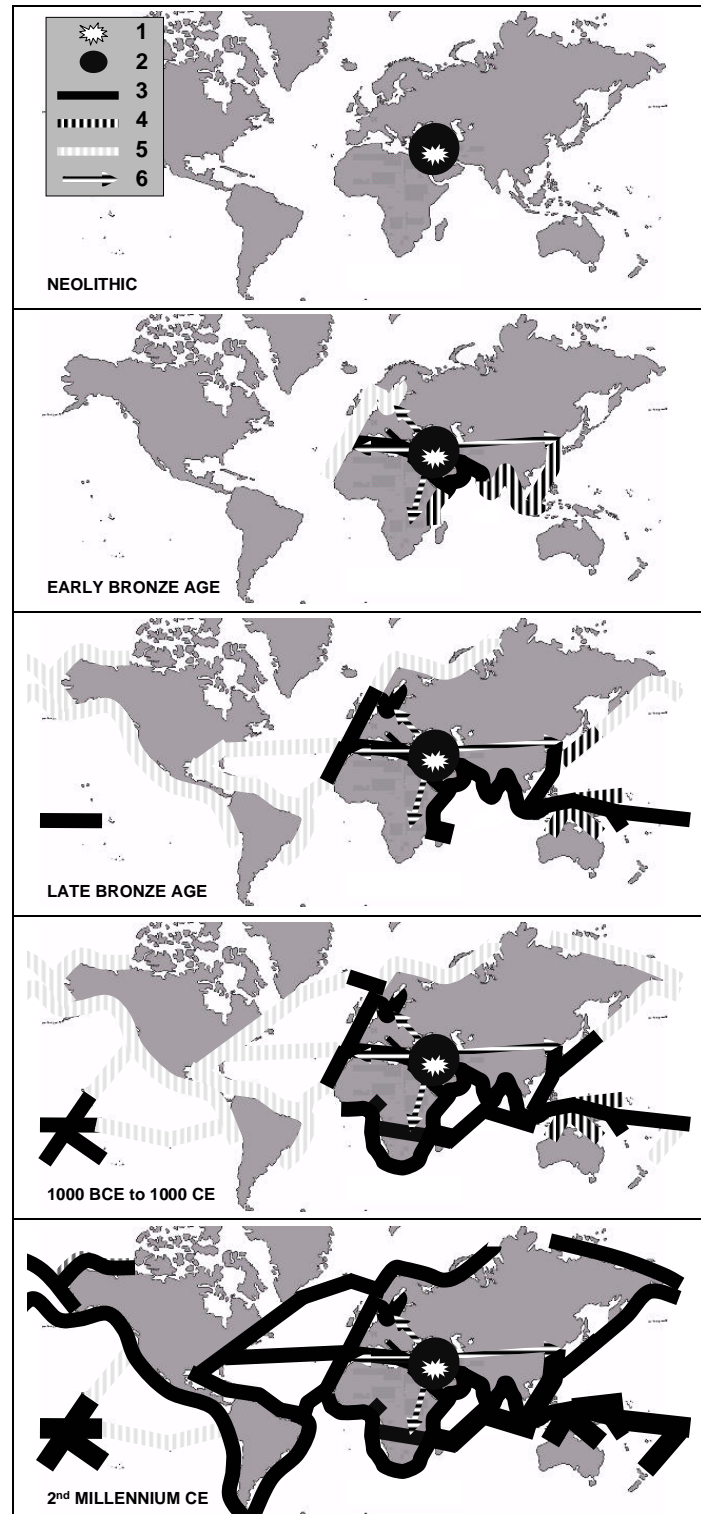 1
2
3
4
5
6
NEOLITHIC
EARLY BRONZE AGE
LATE BRONZE AGE
1000 BCE to 1000 CE
2nd MILLENNIUM CE